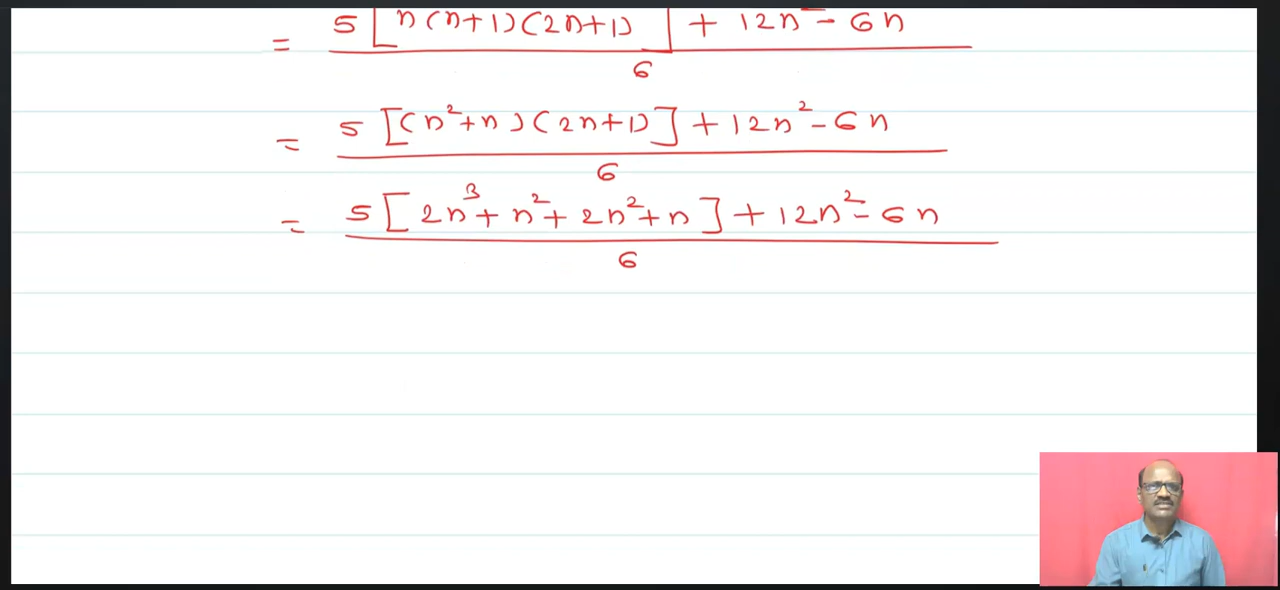 5 [n(n+1)(2n+1)] + 12n² - 6n
=
6
5 [(n²+n)(2n+1)] + 12n² - 6n
=
6
5 [2n³ + n² + 2n² + n] + 12n² - 6n
=
6